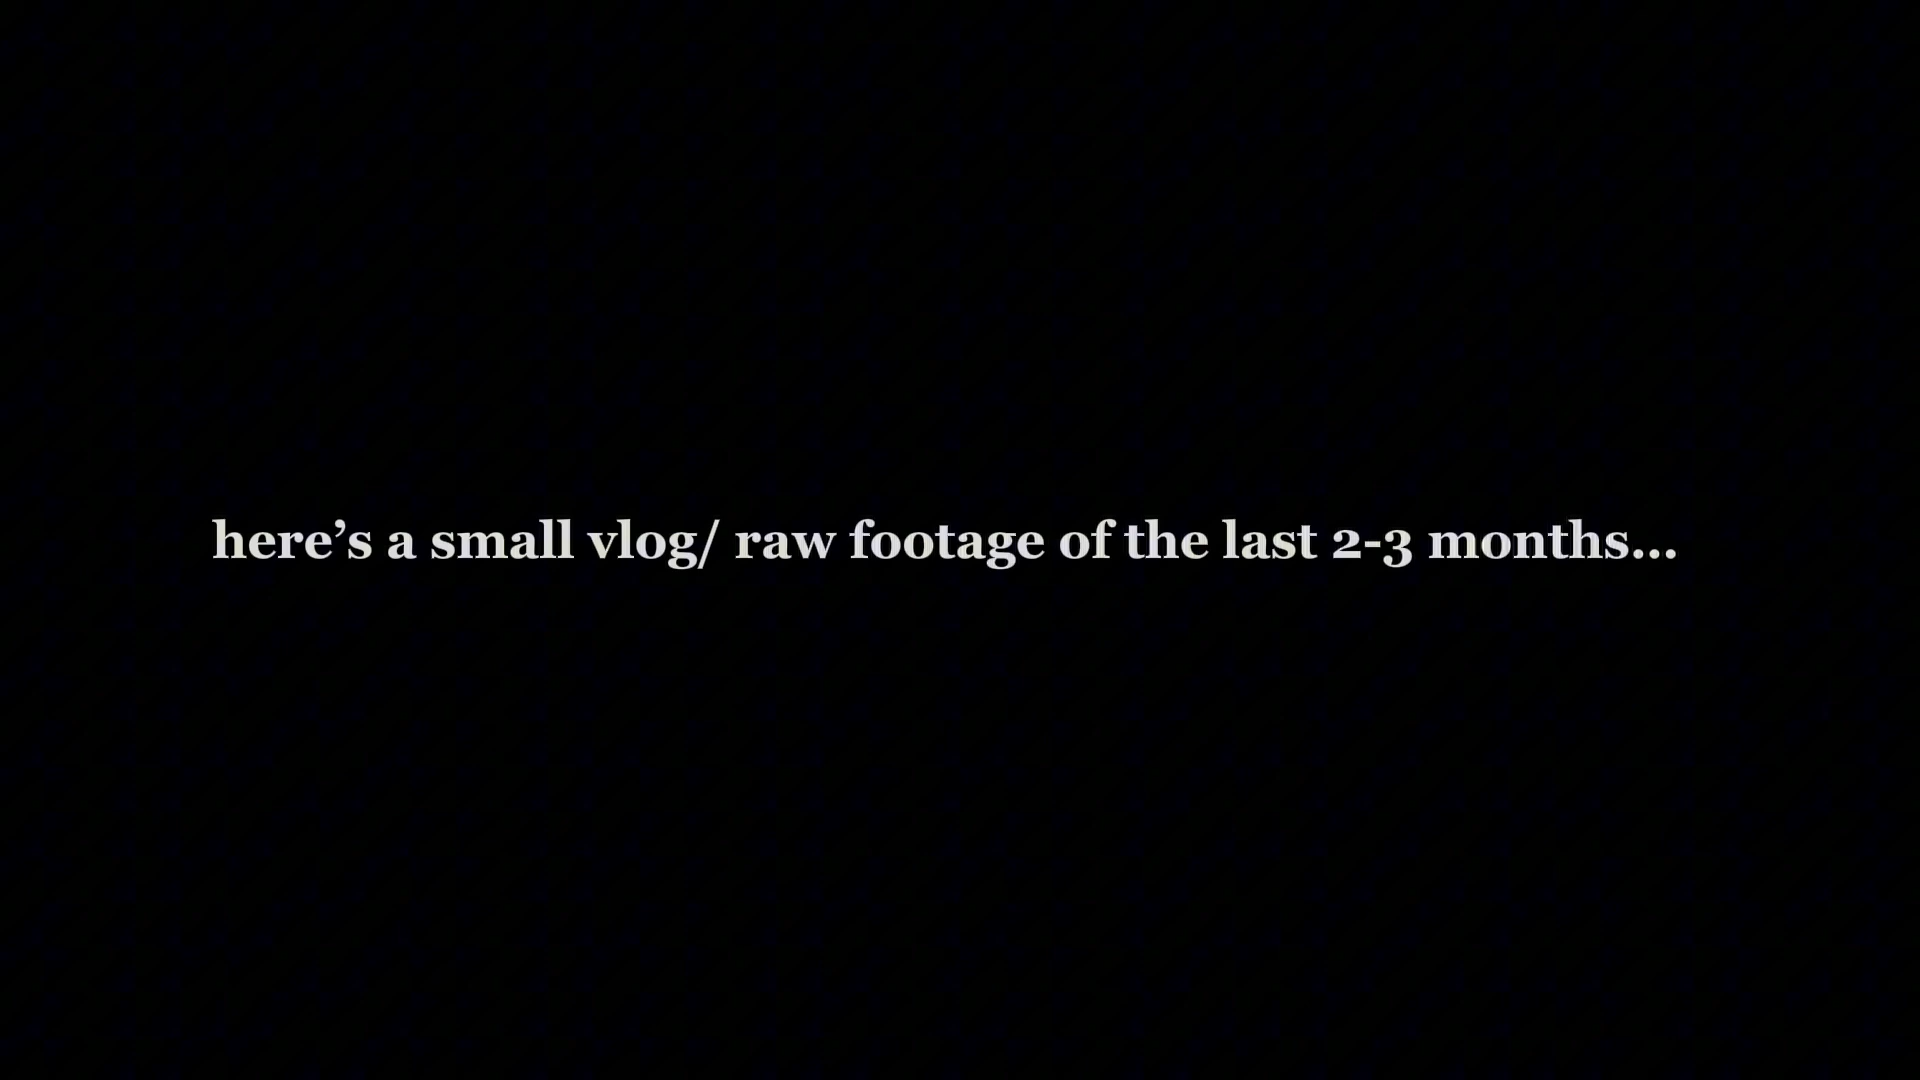 here’s a small vlog/ raw footage of the last 2-3 months...